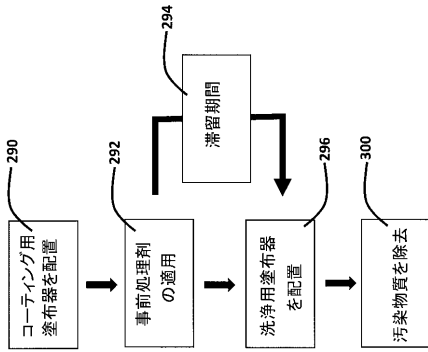 290
コーティング用
塗布器を配置
292
事前処理剤
の適用
294
滞留期間
296
洗浄用塗布器
を配置
300
汚染物質を除去